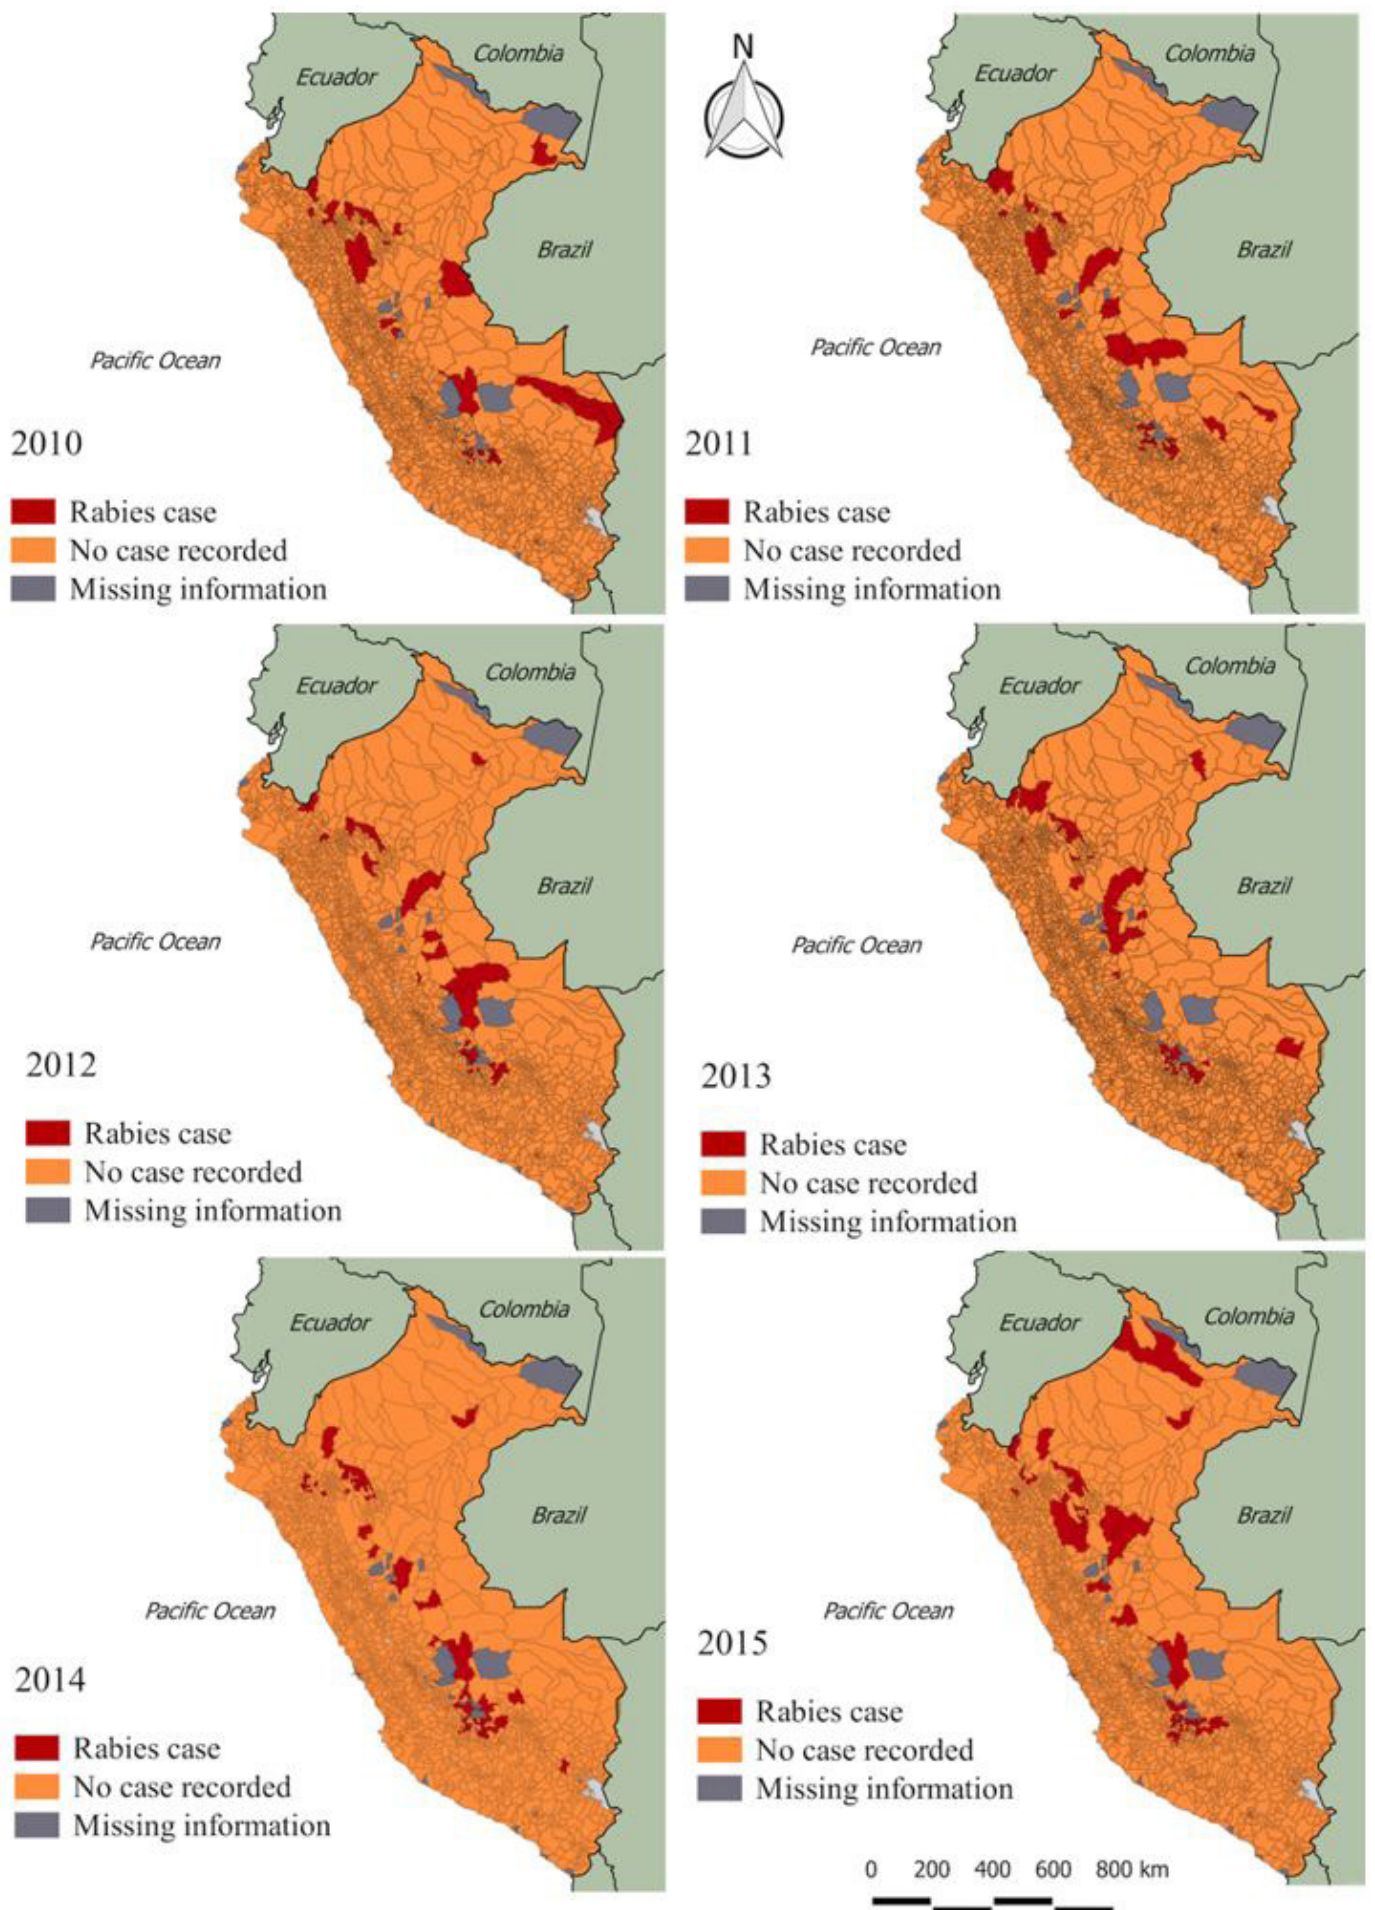 Colombia
Ecuador
Brazil
Pacific Ocean
2010
Rabies case
No case recorded
Missing information
N
Colombia
Ecuador
Brazil
Pacific Ocean
2011
Rabies case
No case recorded
Missing information
Colombia
Ecuador
Brazil
Pacific Ocean
2012
Rabies case
No case recorded
Missing information
Colombia
Ecuador
Brazil
Pacific Ocean
2013
Rabies case
No case recorded
Missing information
Colombia
Ecuador
Brazil
Pacific Ocean
2014
Rabies case
No case recorded
Missing information
Colombia
Ecuador
Brazil
Pacific Ocean
2015
Rabies case
No case recorded
Missing information
0 200 400 600 800 km